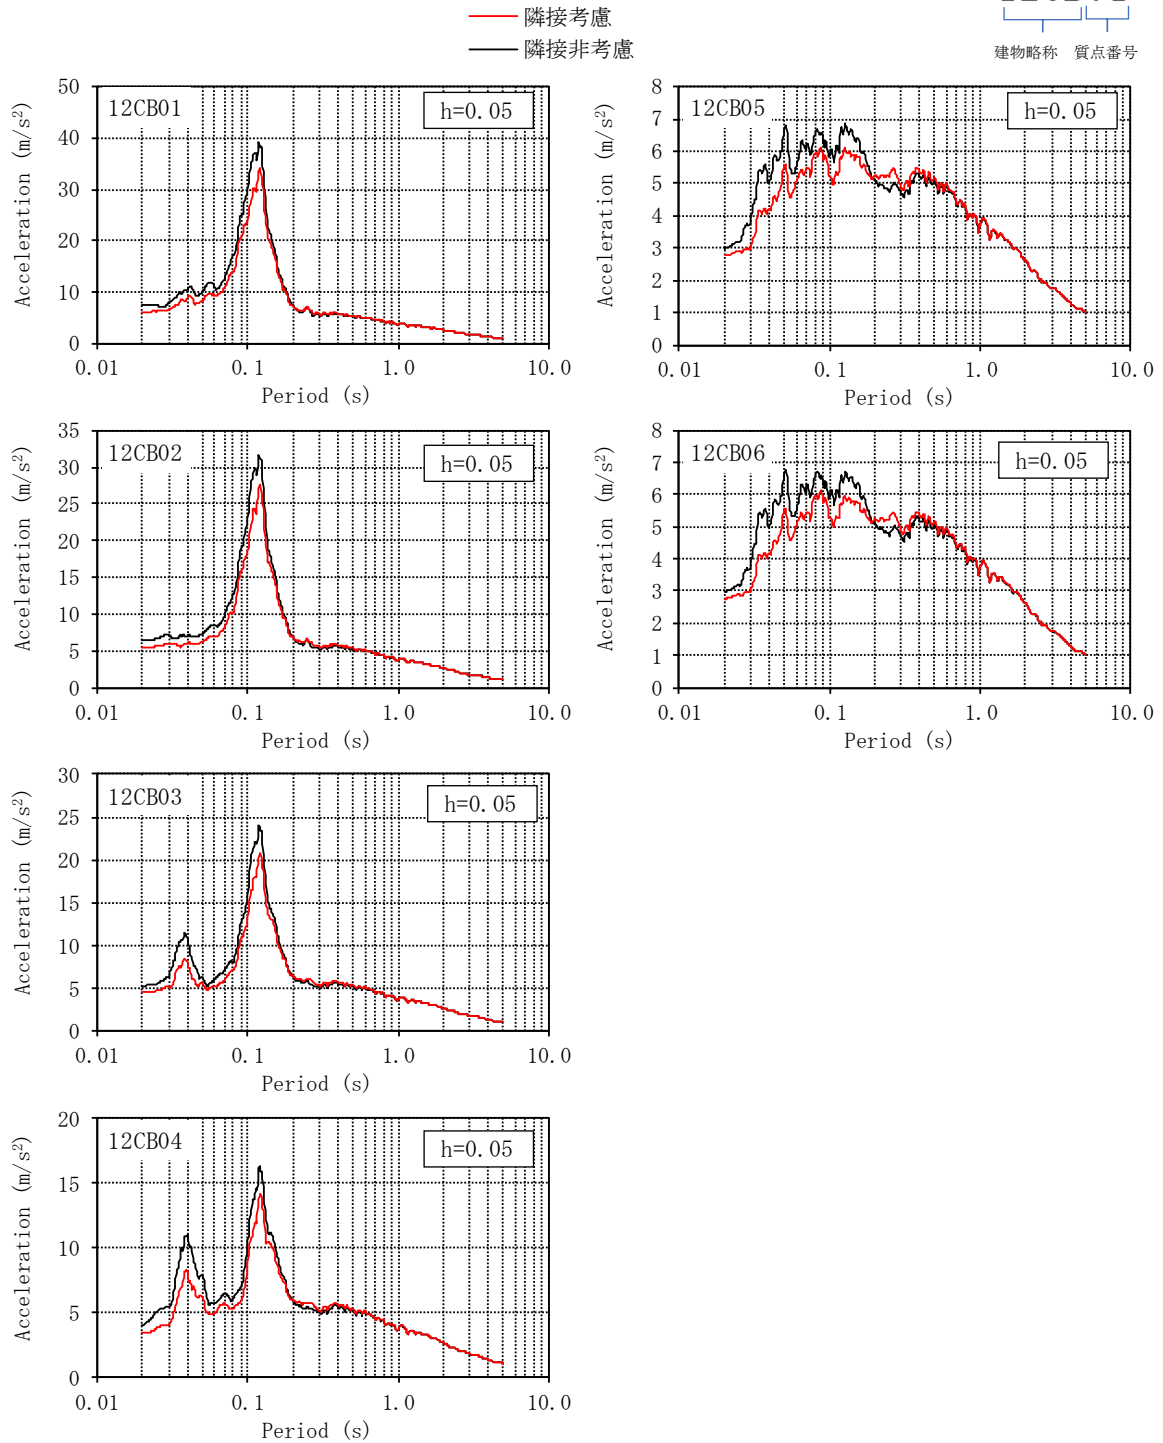 隣接考慮
隣接非考慮
建物略称 質点番号
12CB01
h=0.05
Acceleration (m/s²)
50
40
30
20
10
0
0.01 0.1 1.0 10.0
Period (s)
12CB05
h=0.05
Acceleration (m/s²)
8
7
6
5
4
3
2
1
0
0.01 0.1 1.0 10.0
Period (s)
12CB02
h=0.05
Acceleration (m/s²)
35
30
25
20
15
10
5
0
0.01 0.1 1.0 10.0
Period (s)
12CB06
h=0.05
Acceleration (m/s²)
8
7
6
5
4
3
2
1
0
0.01 0.1 1.0 10.0
Period (s)
12CB03
h=0.05
Acceleration (m/s²)
30
25
20
15
10
5
0
0.01 0.1 1.0 10.0
Period (s)
12CB04
h=0.05
Acceleration (m/s²)
20
15
10
5
0
0.01 0.1 1.0 10.0
Period (s)